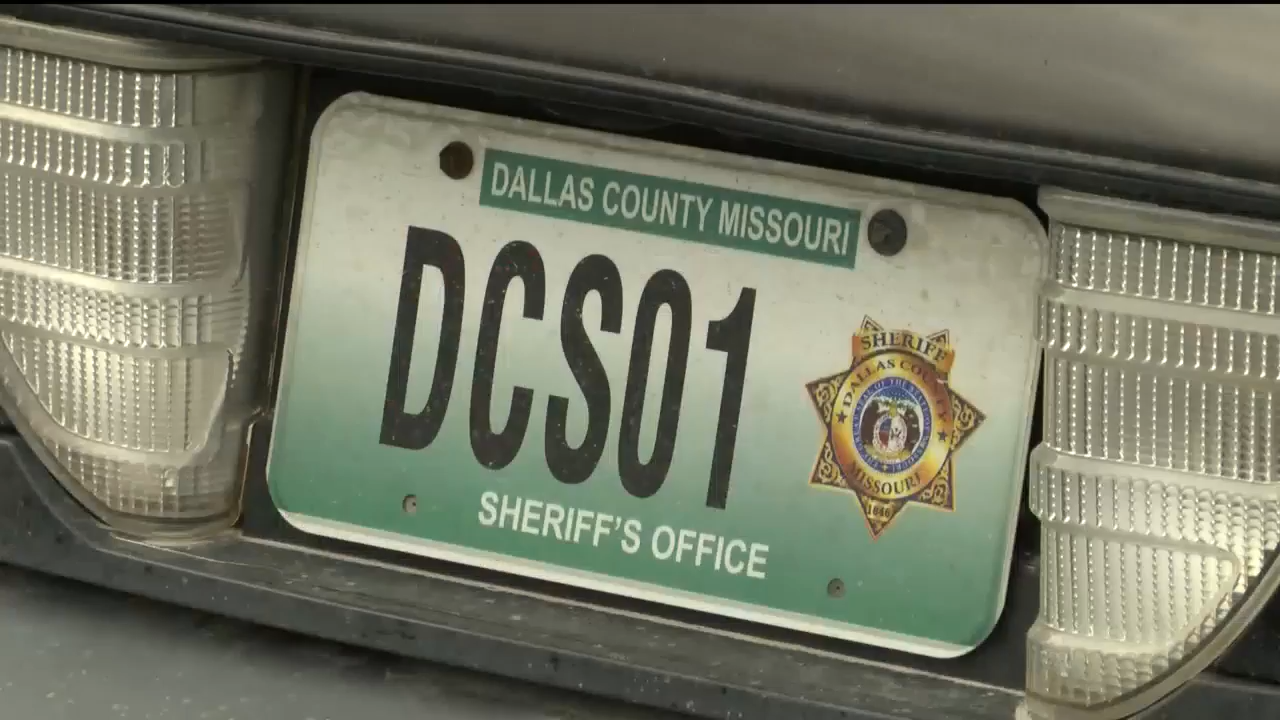 DALLAS COUNTY MISSOURI
DCS01
SHERIFF
DALLAS COUNTY
MISSOURI
SHERIFF'S OFFICE